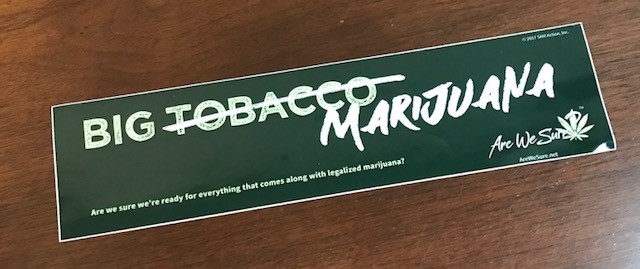 © 2017 SAM Action, Inc.
BIG TOBACCO MARIJUANA
Are We Sure?
Are we sure we're ready for everything that comes along with legalized marijuana?
AreWeSure.net